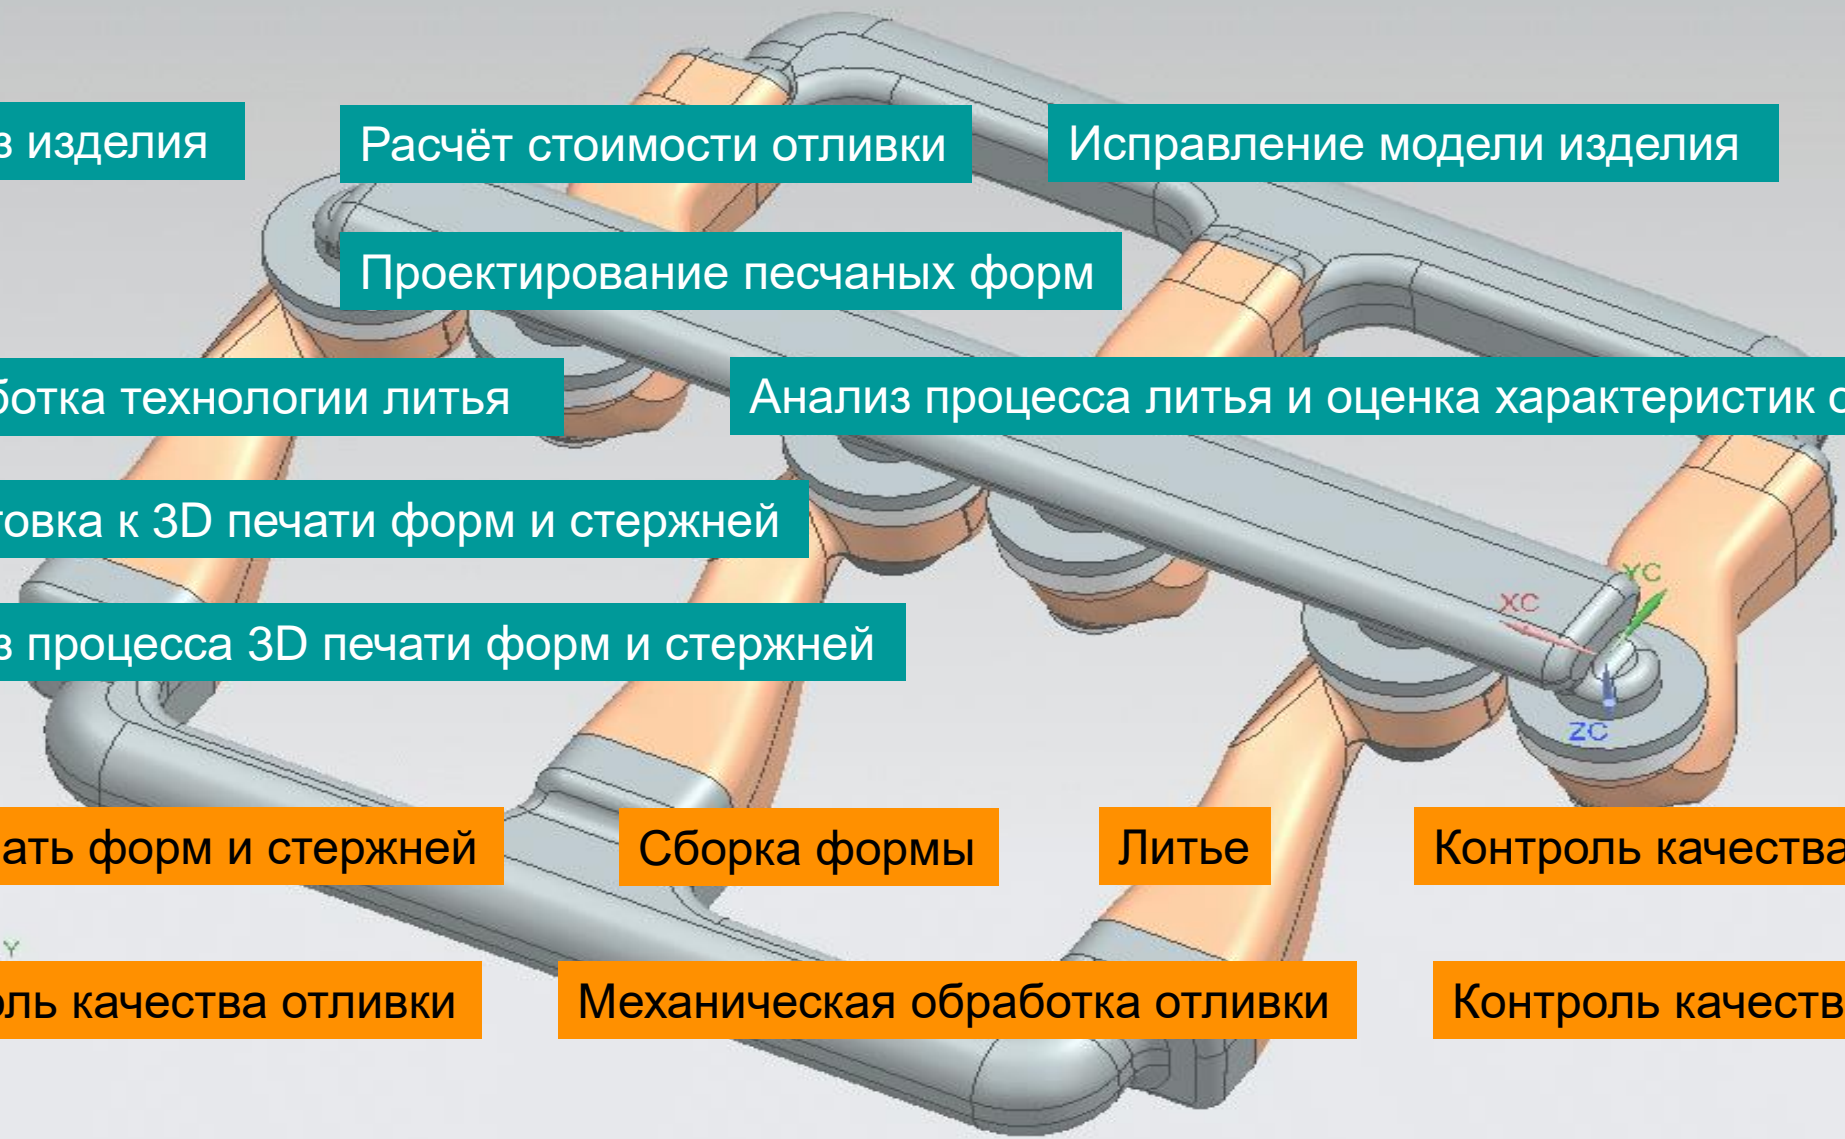 з изделия
Расчёт стоимости отливки
Исправление модели изделия
Проектирование песчаных форм
ботка технологии литья
Анализ процесса литья и оценка характеристик о
товка к 3D печати форм и стержней
з процесса 3D печати форм и стержней
XC
YC
ZC
ать форм и стержней
Сборка формы
Литье
Контроль качества
Y
оль качества отливки
Механическая обработка отливки
Контроль качеств